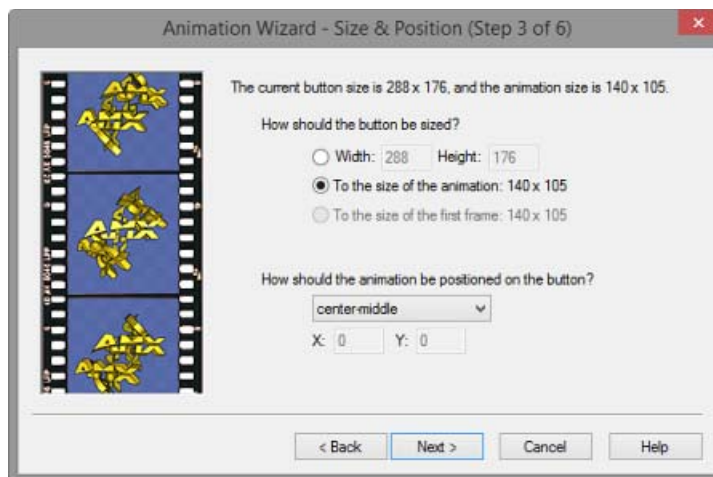 Animation Wizard - Size & Position (Step 3 of 6)
The current button size is 288 x 176, and the animation size is 140 x 105.
How should the button be sized?
Width: 288 Height: 176
To the size of the animation: 140 x 105
To the size of the first frame: 140 x 105
How should the animation be positioned on the button?
center-middle
X: 0 Y: 0
< Back Next > Cancel Help
AMX
AMX
AMX